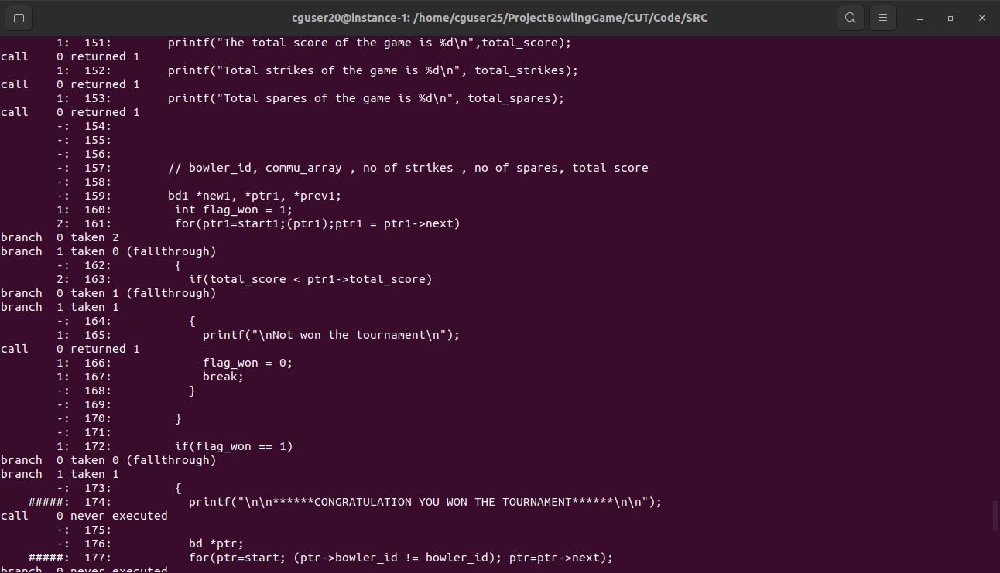 cguser20@instance-1: /home/cguser25/ProjectBowlingGame/CUT/Code/SRC
        1:  151:        printf("The total score of the game is %d\n",total_score);
call    0 returned 1
        1:  152:        printf("Total strikes of the game is %d\n", total_strikes);
call    0 returned 1
        1:  153:        printf("Total spares of the game is %d\n", total_spares);
call    0 returned 1
        -:  154:
        -:  155:
        -:  156:
        -:  157:        // bowler_id, commu_array , no of strikes , no of spares, total score
        -:  158:
        -:  159:        bd1 *new1, *ptr1, *prev1;
        1:  160:         int flag_won = 1;
        2:  161:         for(ptr1=start1;(ptr1);ptr1 = ptr1->next)
branch  0 taken 2
branch  1 taken 0 (fallthrough)
        -:  162:         {
        2:  163:           if(total_score < ptr1->total_score)
branch  0 taken 1 (fallthrough)
branch  1 taken 1
        -:  164:           {
        1:  165:             printf("\nNot won the tournament\n");
call    0 returned 1
        1:  166:             flag_won = 0;
        1:  167:             break;
        -:  168:           }
        -:  169:
        -:  170:         }
        -:  171:
        1:  172:         if(flag_won == 1)
branch  0 taken 0 (fallthrough)
branch  1 taken 1
        -:  173:         {
    #####:  174:           printf("\n\n******CONGRATULATION YOU WON THE TOURNAMENT******\n\n");
call    0 never executed
        -:  175:
        -:  176:           bd *ptr;
    #####:  177:           for(ptr=start; (ptr->bowler_id != bowler_id); ptr=ptr->next);
branch  0 never executed